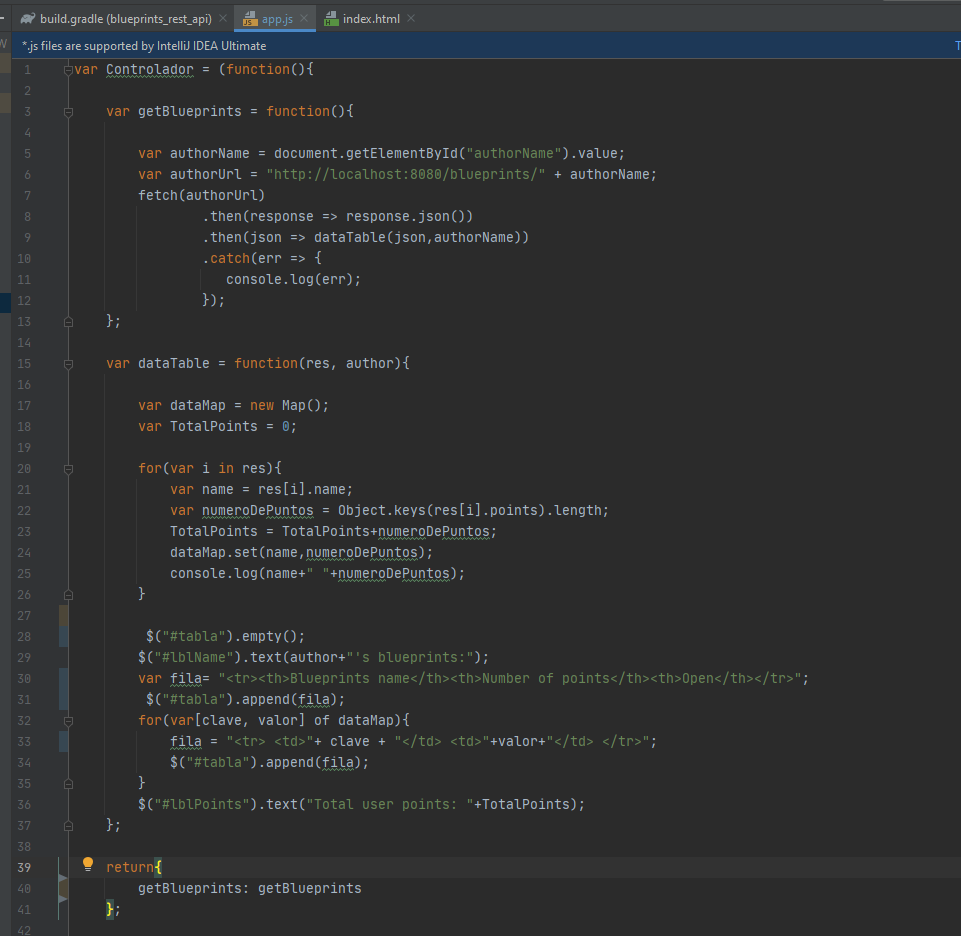 build.gradle (blueprints_rest_api) app.js index.html
*.js files are supported by IntelliJ IDEA Ultimate
1 var Controlador = (function(){
2
3 var getBlueprints = function(){
4
5 var authorName = document.getElementById("authorName").value;
6 var authorUrl = "http://localhost:8080/blueprints/" + authorName;
7 fetch(authorUrl)
8 .then(response => response.json())
9 .then(json => dataTable(json,authorName))
10 .catch(err => {
11 console.log(err);
12 });
13 };
14
15 var dataTable = function(res, author){
16
17 var dataMap = new Map();
18 var TotalPoints = 0;
19
20 for(var i in res){
21 var name = res[i].name;
22 var numeroDePuntos = Object.keys(res[i].points).length;
23 TotalPoints = TotalPoints+numeroDePuntos;
24 dataMap.set(name,numeroDePuntos);
25 console.log(name+" "+numeroDePuntos);
26 }
27
28 $("#tabla").empty();
29 $("#lblName").text(author+"'s blueprints:");
30 var fila= "<tr><th>Blueprints name</th><th>Number of points</th><th>Open</th></tr>";
31 $("#tabla").append(fila);
32 for(var[clave, valor] of dataMap){
33 fila = "<tr> <td>"+ clave + "</td> <td>"+valor+"</td> </tr>";
34 $("#tabla").append(fila);
35 }
36 $("#lblPoints").text("Total user points: "+TotalPoints);
37 };
38
39 return{
40 getBlueprints: getBlueprints
41 };
42